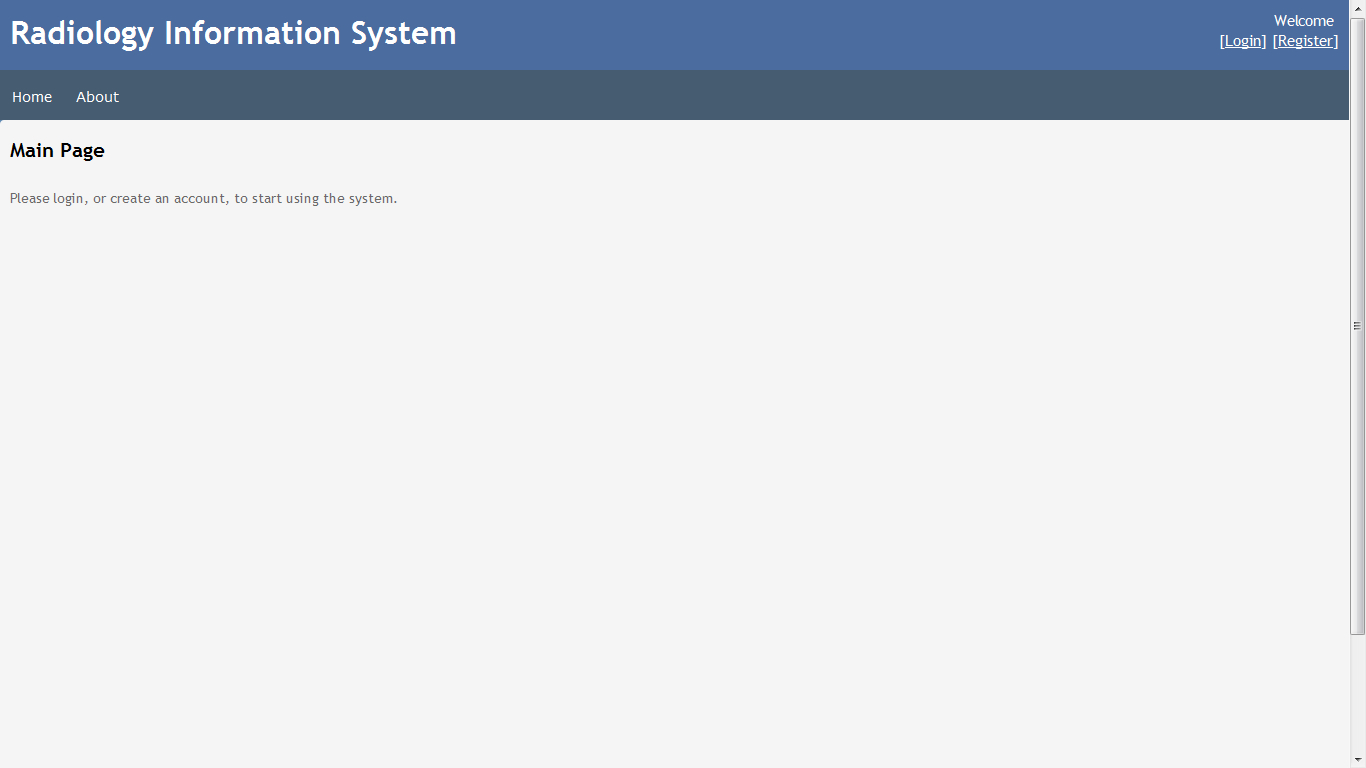 Radiology Information System
Welcome
[Login] [Register]
Home About
Main Page
Please login, or create an account, to start using the system.